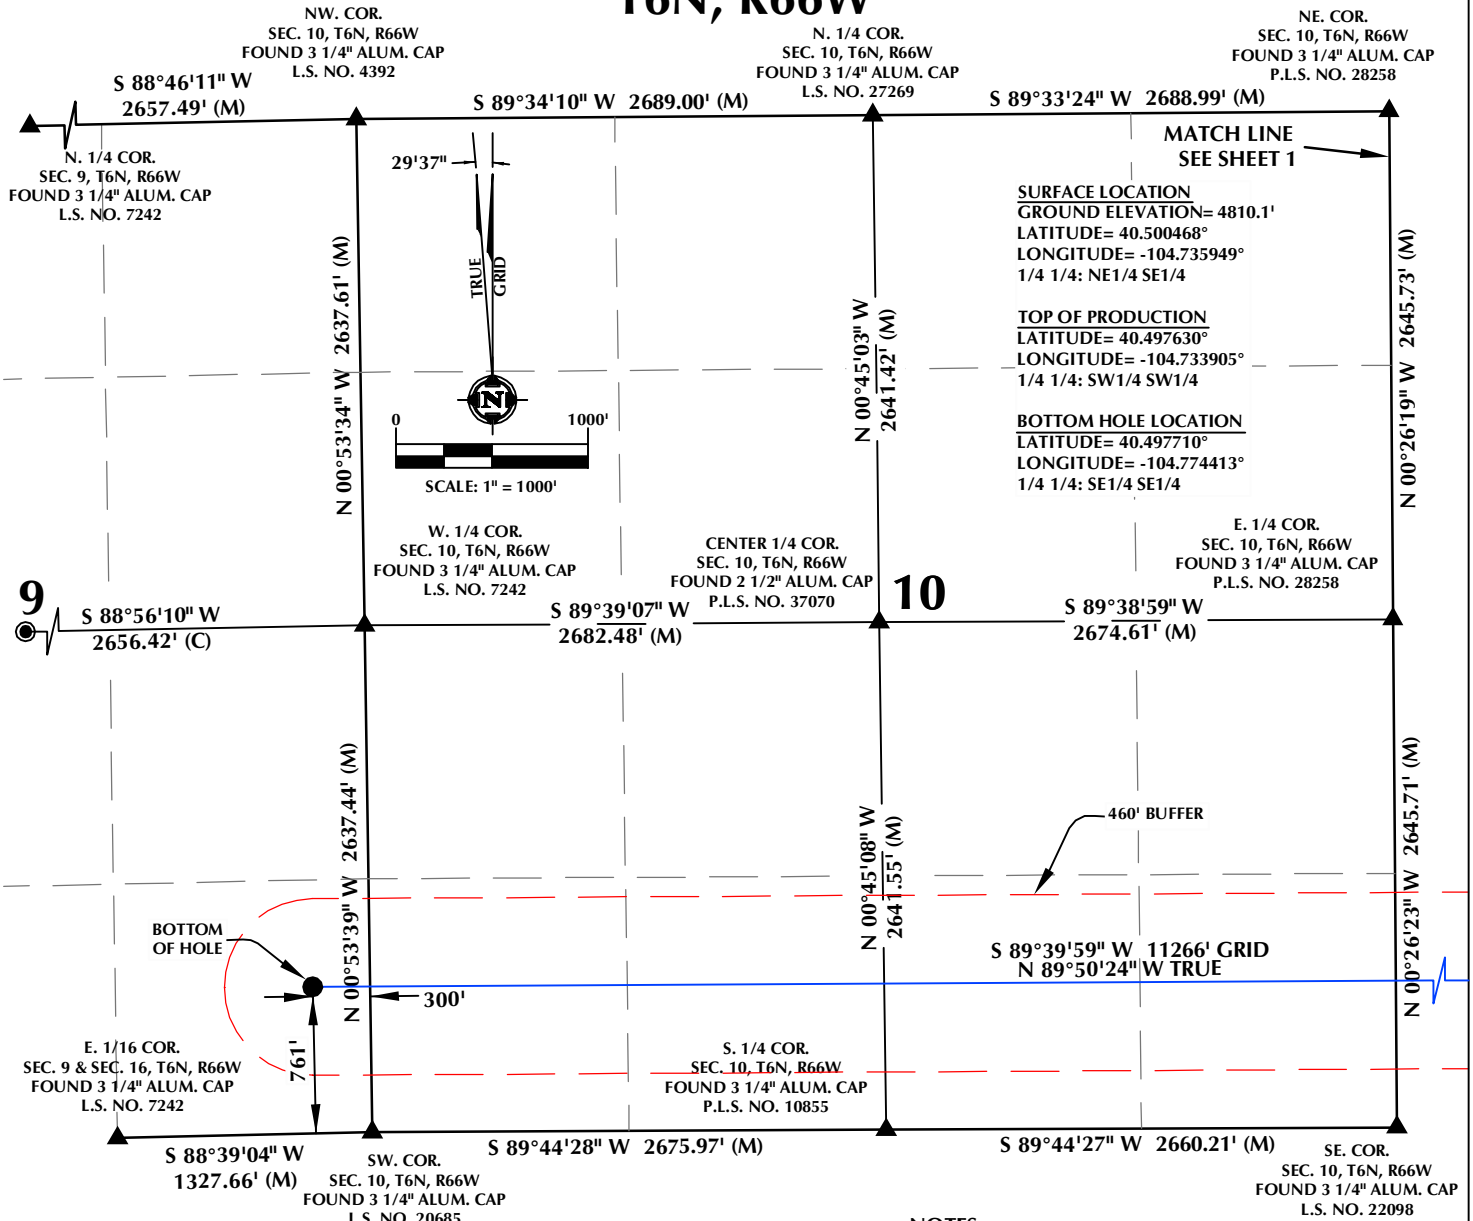 T6N, R66W
NW. COR.
SEC. 10, T6N, R66W
FOUND 3 1/4" ALUM. CAP
L.S. NO. 4392
N. 1/4 COR.
SEC. 10, T6N, R66W
FOUND 3 1/4" ALUM. CAP
L.S. NO. 27269
NE. COR.
SEC. 10, T6N, R66W
FOUND 3 1/4" ALUM. CAP
P.L.S. NO. 28258
S 88°46'11" W
2657.49' (M)
S 89°34'10" W 2689.00' (M)
S 89°33'24" W 2688.99' (M)
N. 1/4 COR.
SEC. 9, T6N, R66W
FOUND 3 1/4" ALUM. CAP
L.S. NO. 7242
29'37"
TRUE
GRID
N
MATCH LINE
SEE SHEET 1
SURFACE LOCATION
GROUND ELEVATION= 4810.1'
LATITUDE= 40.500468°
LONGITUDE= -104.735949°
1/4 1/4: NE1/4 SE1/4
TOP OF PRODUCTION
LATITUDE= 40.497630°
LONGITUDE= -104.733905°
1/4 1/4: SW1/4 SW1/4
BOTTOM HOLE LOCATION
LATITUDE= 40.497710°
LONGITUDE= -104.774413°
1/4 1/4: SE1/4 SE1/4
N 00°53'34" W 2637.61' (M)
N 00°45'03" W
2641.42' (M)
N 00°26'19" W 2645.73' (M)
0 1000'
SCALE: 1" = 1000'
W. 1/4 COR.
SEC. 10, T6N, R66W
FOUND 3 1/4" ALUM. CAP
L.S. NO. 7242
CENTER 1/4 COR.
SEC. 10, T6N, R66W
FOUND 2 1/2" ALUM. CAP
P.L.S. NO. 37070
E. 1/4 COR.
SEC. 10, T6N, R66W
FOUND 3 1/4" ALUM. CAP
P.L.S. NO. 28258
9
10
S 88°56'10" W
2656.42' (C)
S 89°39'07" W
2682.48' (M)
S 89°38'59" W
2674.61' (M)
N 00°53'39" W 2637.44' (M)
N 00°45'08" W
2641.55' (M)
N 00°26'23" W 2645.71' (M)
460' BUFFER
BOTTOM
OF HOLE
S 89°39'59" W 11266' GRID
N 89°50'24" W TRUE
300'
761'
E. 1/16 COR.
SEC. 9 & SEC. 16, T6N, R66W
FOUND 3 1/4" ALUM. CAP
L.S. NO. 7242
S. 1/4 COR.
SEC. 10, T6N, R66W
FOUND 3 1/4" ALUM. CAP
P.L.S. NO. 10855
S 88°39'04" W
1327.66' (M)
S 89°44'28" W 2675.97' (M)
S 89°44'27" W 2660.21' (M)
SW. COR.
SEC. 10, T6N, R66W
FOUND 3 1/4" ALUM. CAP
L.S. NO. 20685
SE. COR.
SEC. 10, T6N, R66W
FOUND 3 1/4" ALUM. CAP
L.S. NO. 22098
NOTES